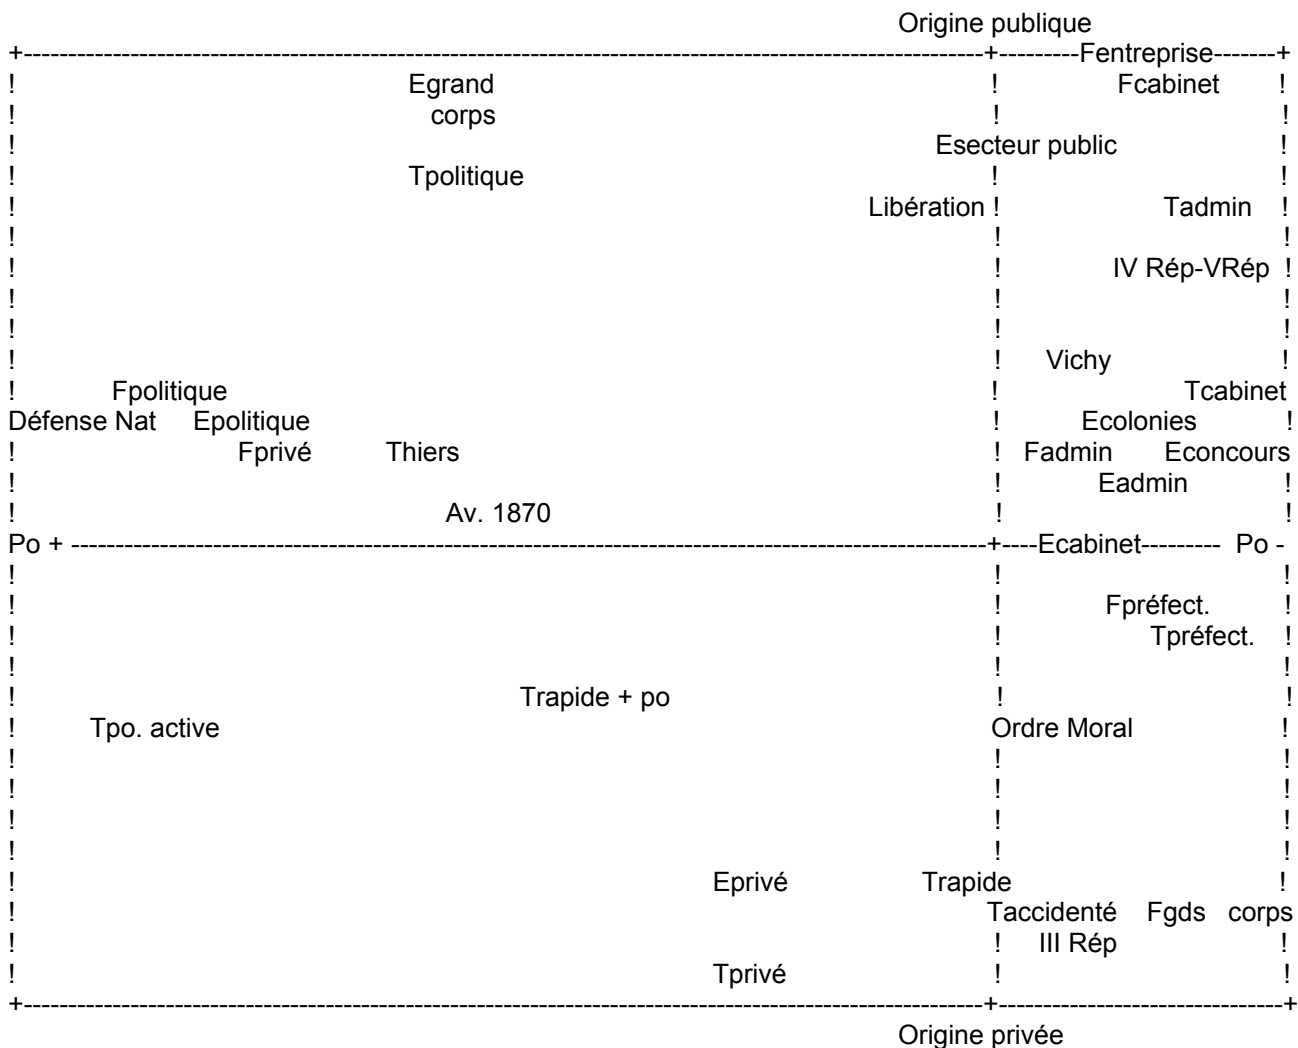 Origine publique
+----------+---------Fentreprise-------+
! Egrand ! Fcabinet !
! corps ! !
! Esecteur public !
! Tpolitique ! !
! Libération ! Tadmin !
! ! !
! ! IV Rép-VRép !
! ! !
! ! !
! ! Vichy !
! Fpolitique ! Tcabinet
Défense Nat Epolitique ! Ecolonies !
! Fprivé Thiers ! Fadmin Econcours
! ! Eadmin !
! Av. 1870 ! !
Po + ----------+----Ecabinet--------- Po -
! ! !
! ! Fpréfect. !
! ! Tpréfect. !
! ! !
! Trapide + po ! !
! Tpo. active Ordre Moral !
! ! !
! ! !
! ! !
! ! !
! Eprivé Trapide !
! Taccidenté Fgds corps
! ! III Rép !
! Tprivé ! !
+----------+----------+
Origine privée